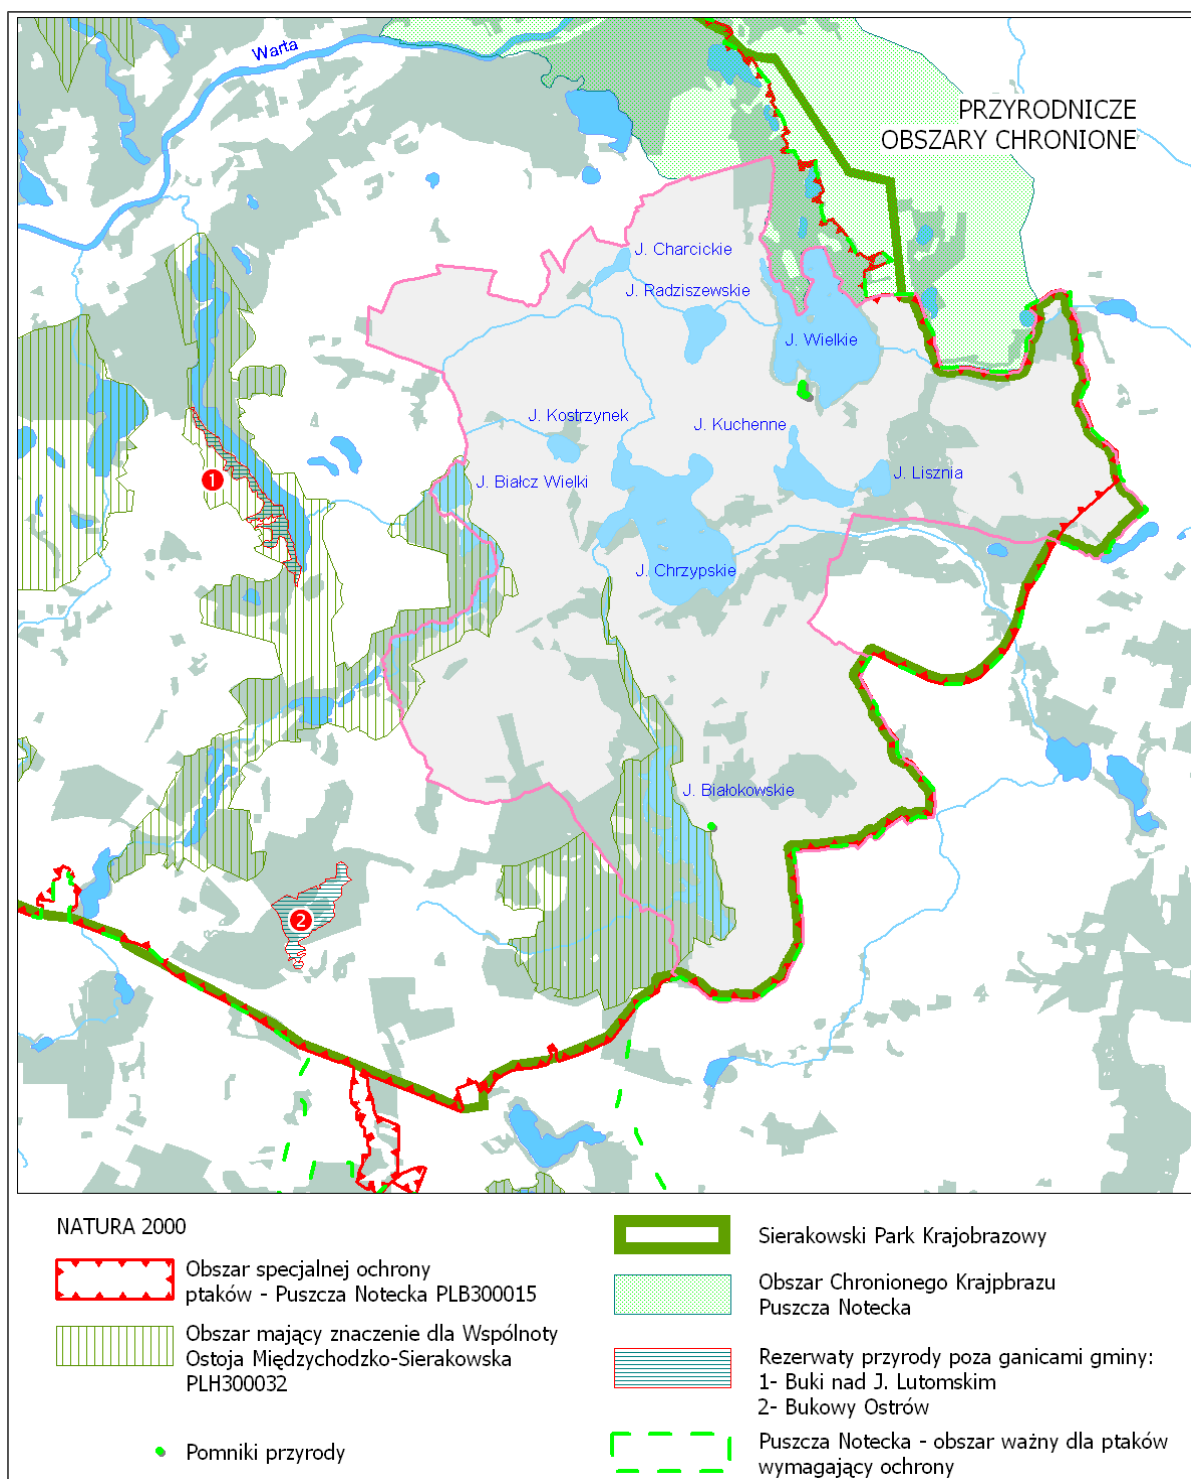 Warta
PRZYRODNICZE
OBSZARY CHRONIONE
J. Charcickie
J. Radziszewskie
J. Wielkie
J. Kostrzynek
J. Kuchenne
J. Białcz Wielki
J. Lisznia
1
J. Chrzypskie
J. Białokowskie
2
NATURA 2000
Obszar specjalnej ochrony
ptaków - Puszcza Notecka PLB300015
Obszar mający znaczenie dla Wspólnoty
Ostoja Międzychodzko-Sierakowska
PLH300032
Pomniki przyrody
Sierakowski Park Krajobrazowy
Obszar Chronionego Krajpbrazu
Puszcza Notecka
Rezerwaty przyrody poza ganicami gminy:
1- Buki nad J. Lutomskim
2- Bukowy Ostrów
Puszcza Notecka - obszar ważny dla ptaków
wymagający ochrony